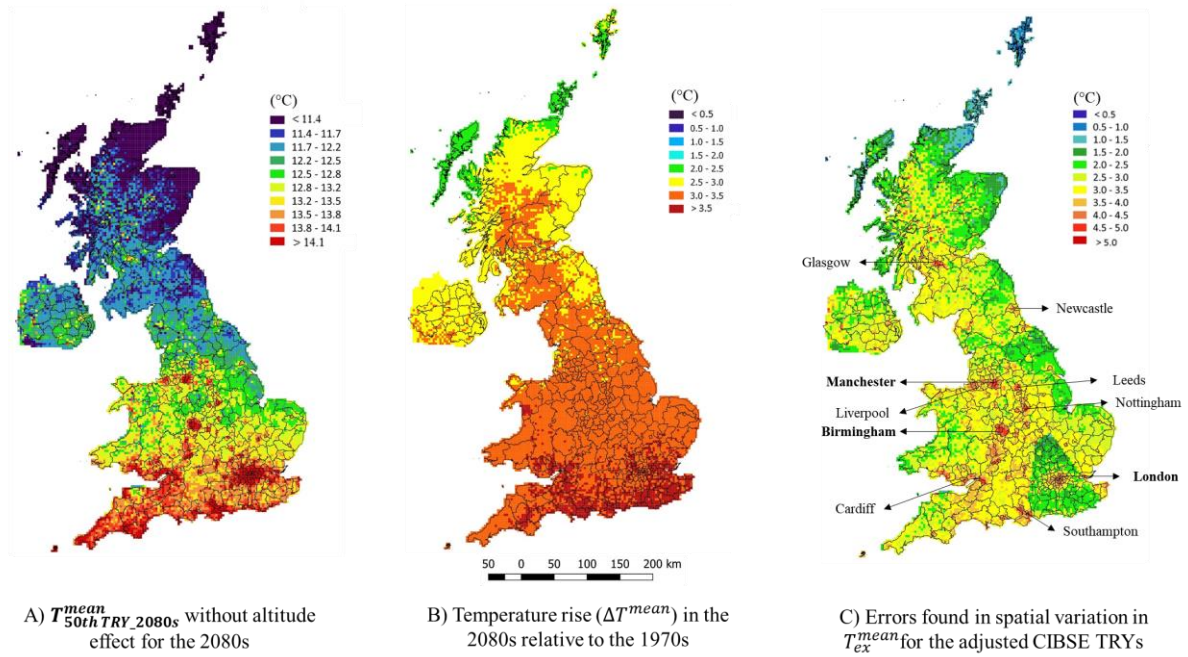 (°C)
< 11.4
11.4 - 11.7
11.7 - 12.2
12.2 - 12.5
12.5 - 12.8
12.8 - 13.2
13.2 - 13.5
13.5 - 13.8
13.8 - 14.1
> 14.1
(°C)
< 0.5
0.5 - 1.0
1.0 - 1.5
1.5 - 2.0
2.0 - 2.5
2.5 - 3.0
3.0 - 3.5
> 3.5
(°C)
< 0.5
0.5 - 1.0
1.0 - 1.5
1.5 - 2.0
2.0 - 2.5
2.5 - 3.0
3.0 - 3.5
3.5 - 4.0
4.0 - 4.5
4.5 - 5.0
> 5.0
Glasgow
Newcastle
Manchester
Leeds
Liverpool
Nottingham
Birmingham
London
Cardiff
Southampton
50 0 50 100 150 200 km
A) T^mean_50th TRY_2080s without altitude
effect for the 2080s
B) Temperature rise (ΔT^mean) in the
2080s relative to the 1970s
C) Errors found in spatial variation in
T_ex^mean for the adjusted CIBSE TRYs